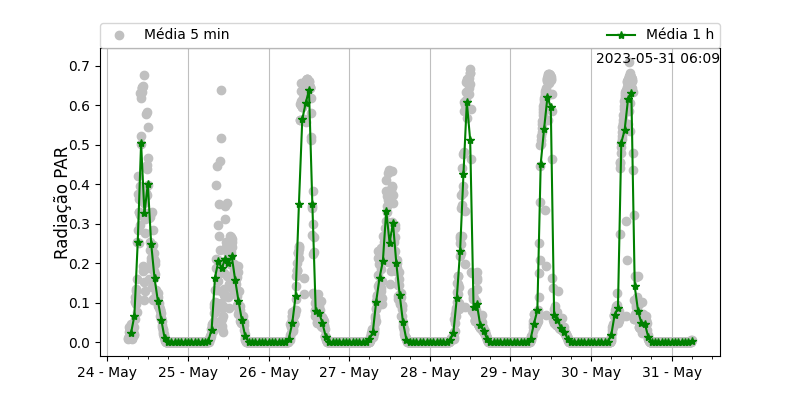 Média 5 min
Média 1 h
2023-05-31 06:09
Radiação PAR
0.7
0.6
0.5
0.4
0.3
0.2
0.1
0.0
24 - May
25 - May
26 - May
27 - May
28 - May
29 - May
30 - May
31 - May